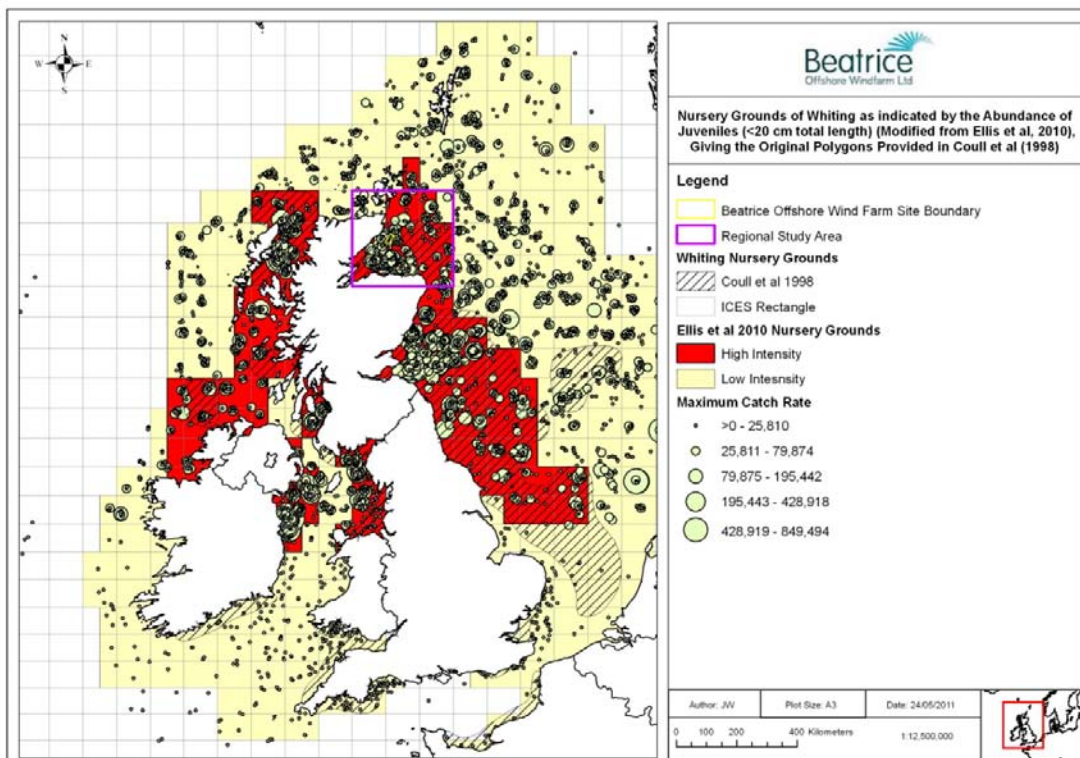 N
W E
S
Beatrice
Offshore Windfarm Ltd
Nursery Grounds of Whiting as indicated by the Abundance of
Juveniles (<20 cm total length) (Modified from Ellis et al, 2010),
Giving the Original Polygons Provided in Coull et al (1998)
Legend
Beatrice Offshore Wind Farm Site Boundary
Regional Study Area
Whiting Nursery Grounds
Coull et al 1998
ICES Rectangle
Ellis et al 2010 Nursery Grounds
High Intensity
Low Intesnsity
Maximum Catch Rate
>0 - 25,810
25,811 - 79,874
79,875 - 195,442
195,443 - 428,918
428,919 - 849,494
Author: JW Plot Size: A3 Date: 24/05/2011
0 100 200 400 Kilometers 1:12,500,000